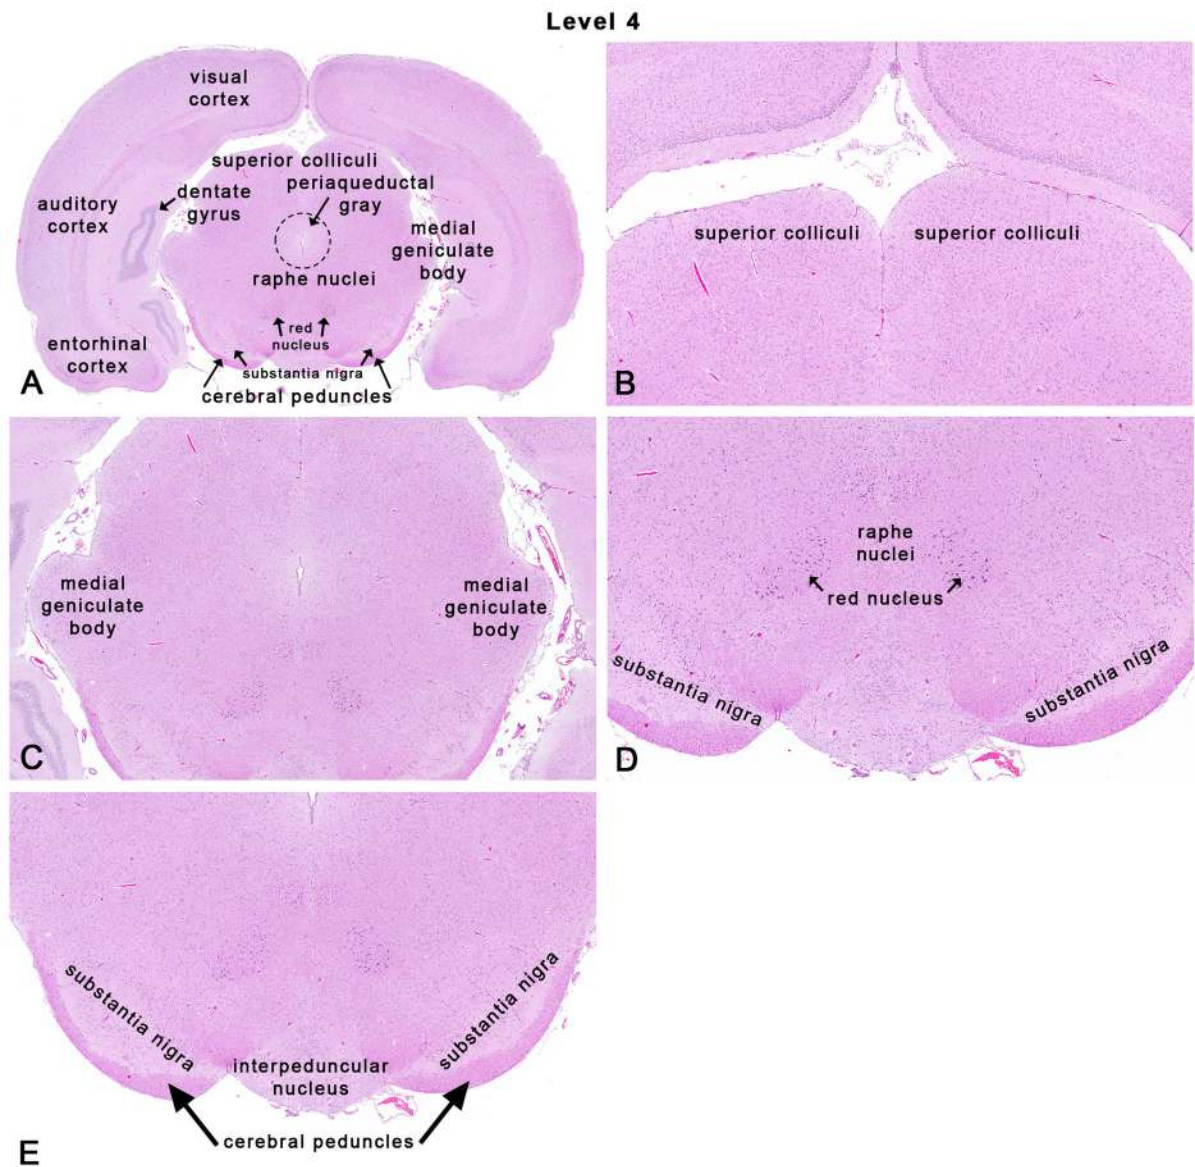 Level 4
visual
cortex
superior colliculi
periaqueductal
gray
dentate
gyrus
auditory
cortex
medial
geniculate
body
raphe nuclei
red
nucleus
entorhinal
cortex
substantia nigra
cerebral peduncles
A
superior colliculi
superior colliculi
B
medial
geniculate
body
medial
geniculate
body
C
raphe
nuclei
red nucleus
substantia nigra
substantia nigra
D
substantia nigra
substantia nigra
interpeduncular
nucleus
cerebral peduncles
E